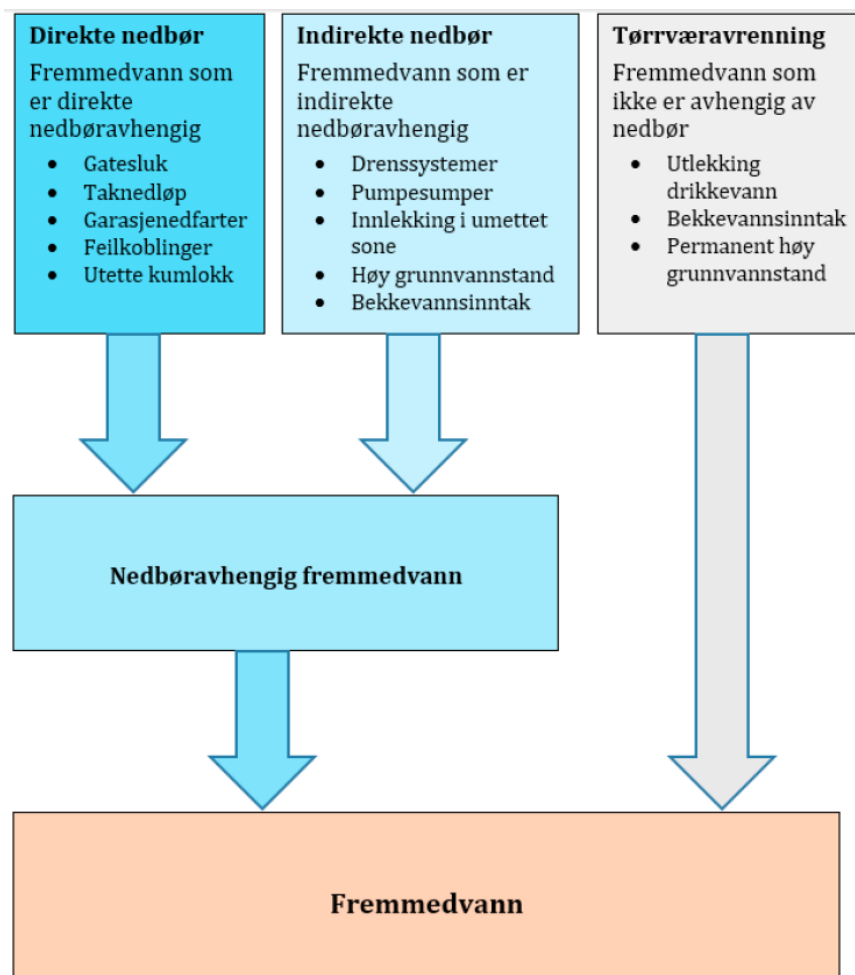 Direkte nedbør
Fremmedvann som
er direkte
nedbøravhengig
• Gatesluk
• Taknedløp
• Garasjenedfarter
• Feilkoblinger
• Utette kumlokk
Indirekte nedbør
Fremmedvann som er
indirekte
nedbøravhengig
• Drenssystemer
• Pumpesumper
• Innlekking i umettet
sone
• Høy grunnvannstand
• Bekkevannsinntak
Tørrværavrenning
Fremmedvann som
ikke er avhengig av
nedbør
• Utlekking
drikkevann
• Bekkevannsinntak
• Permanent høy
grunnvannstand
Nedbøravhengig fremmedvann
Fremmedvann